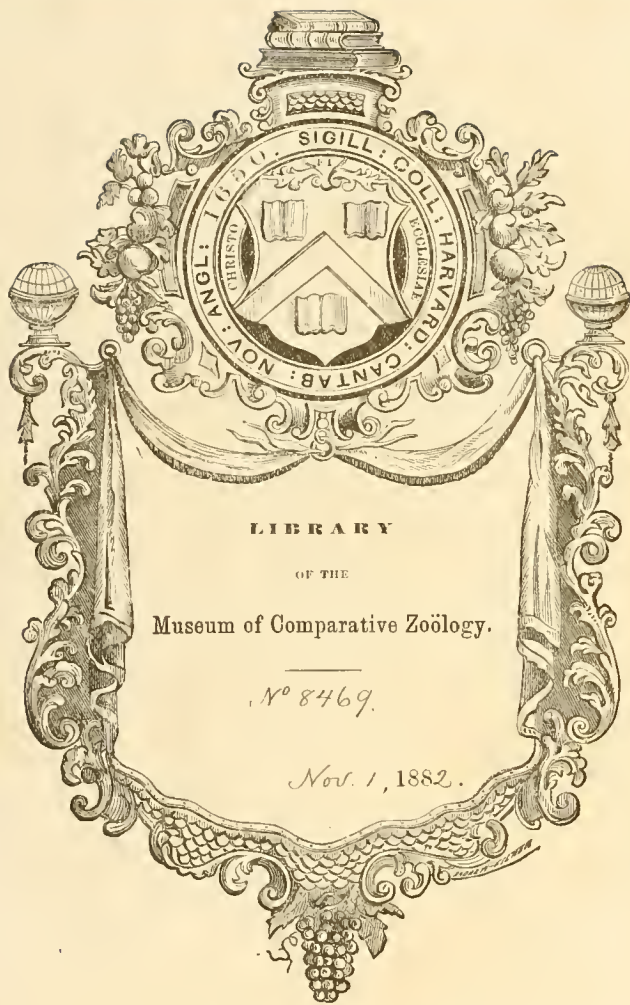 SIGILL: COLL: HARVARD: CANTAB: NOV: ANGL: 1650.
CHRISTO
ECCLESIAE
LIBRARY
OF THE
Museum of Comparative Zoölogy.
Nº 8469.
Nov. 1, 1882.